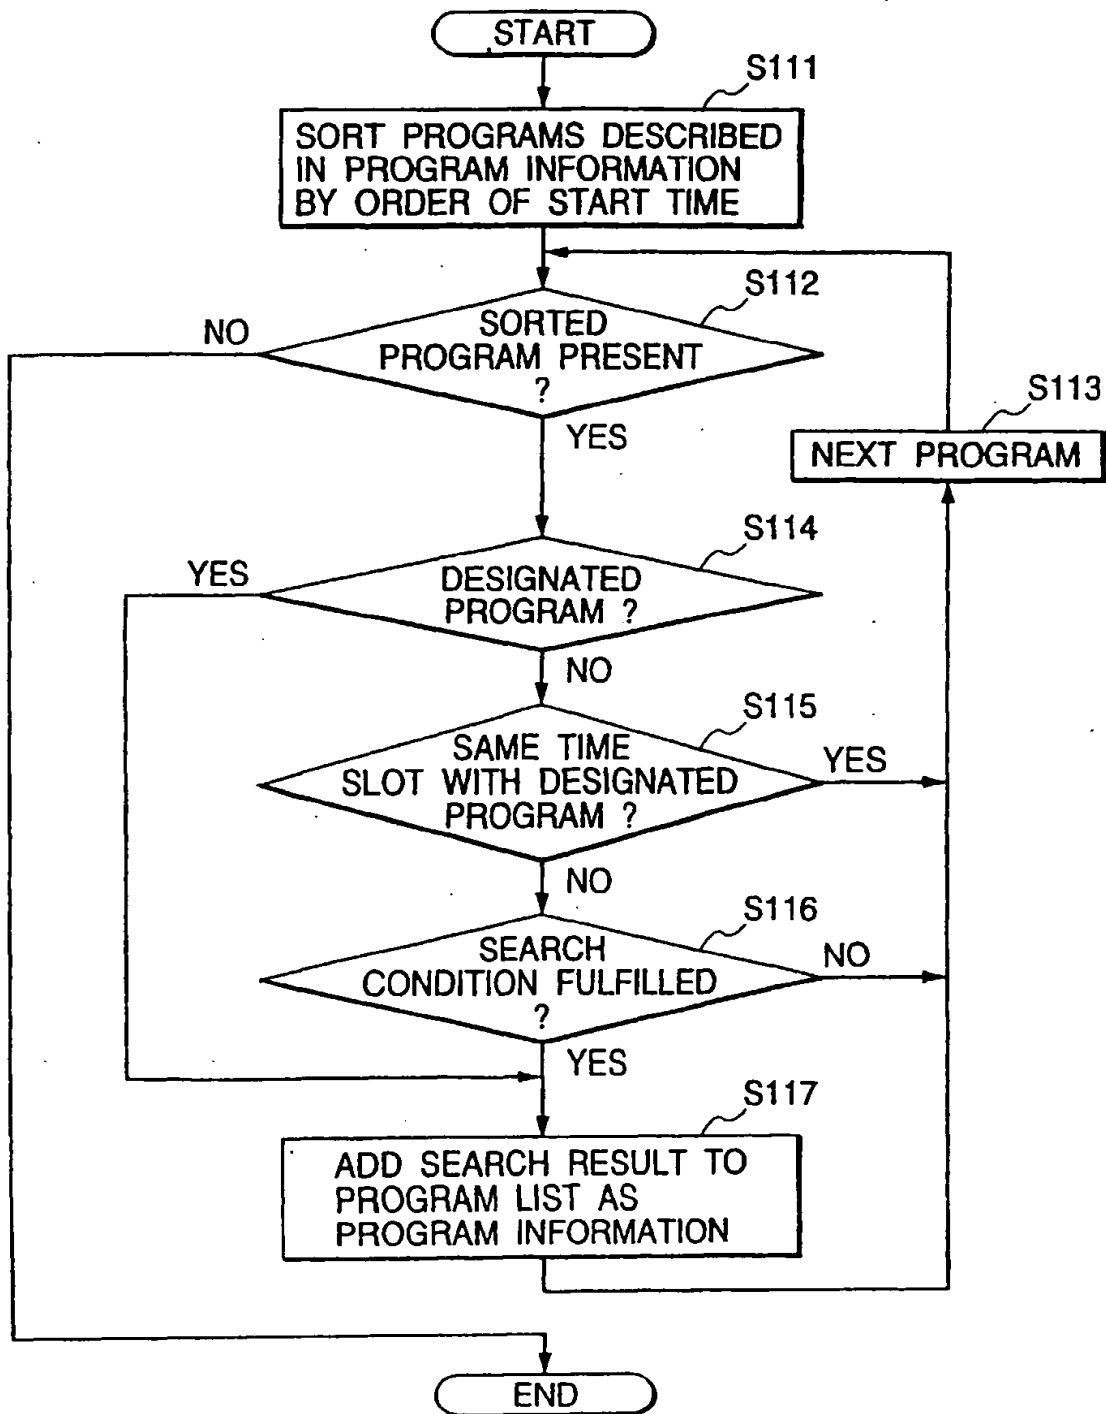 START
S111
SORT PROGRAMS DESCRIBED
IN PROGRAM INFORMATION
BY ORDER OF START TIME
S112
NO
SORTED
PROGRAM PRESENT
?
YES
S113
NEXT PROGRAM
S114
YES
DESIGNATED
PROGRAM ?
NO
S115
SAME TIME
SLOT WITH DESIGNATED
PROGRAM ?
YES
NO
S116
SEARCH
CONDITION FULFILLED
?
NO
YES
S117
ADD SEARCH RESULT TO
PROGRAM LIST AS
PROGRAM INFORMATION
END